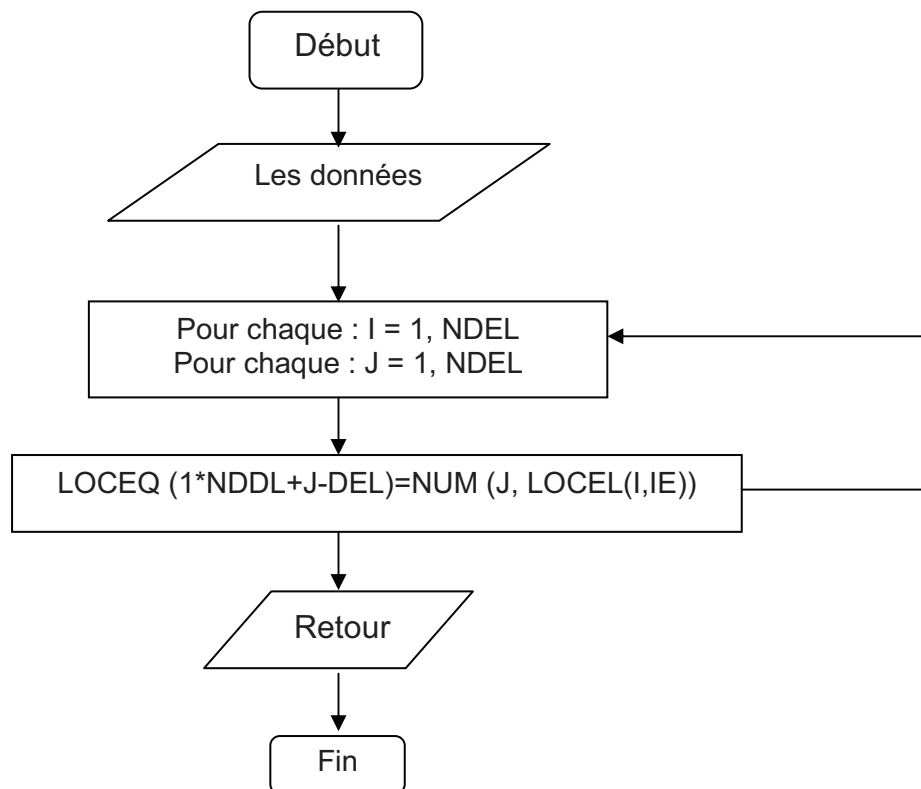 Début
Les données
Pour chaque : I = 1, NDEL
Pour chaque : J = 1, NDEL
LOCEQ (1*NDDL+J-DEL)=NUM (J, LOCEL(I,IE))
Retour
Fin